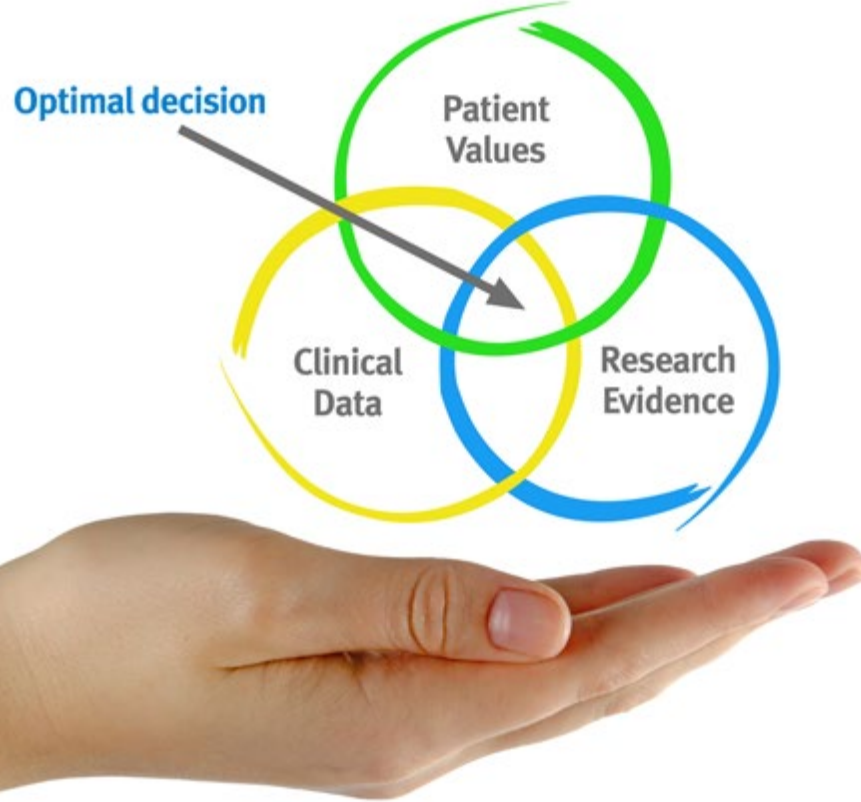 Optimal decision
Patient
Values
Clinical
Data
Research
Evidence